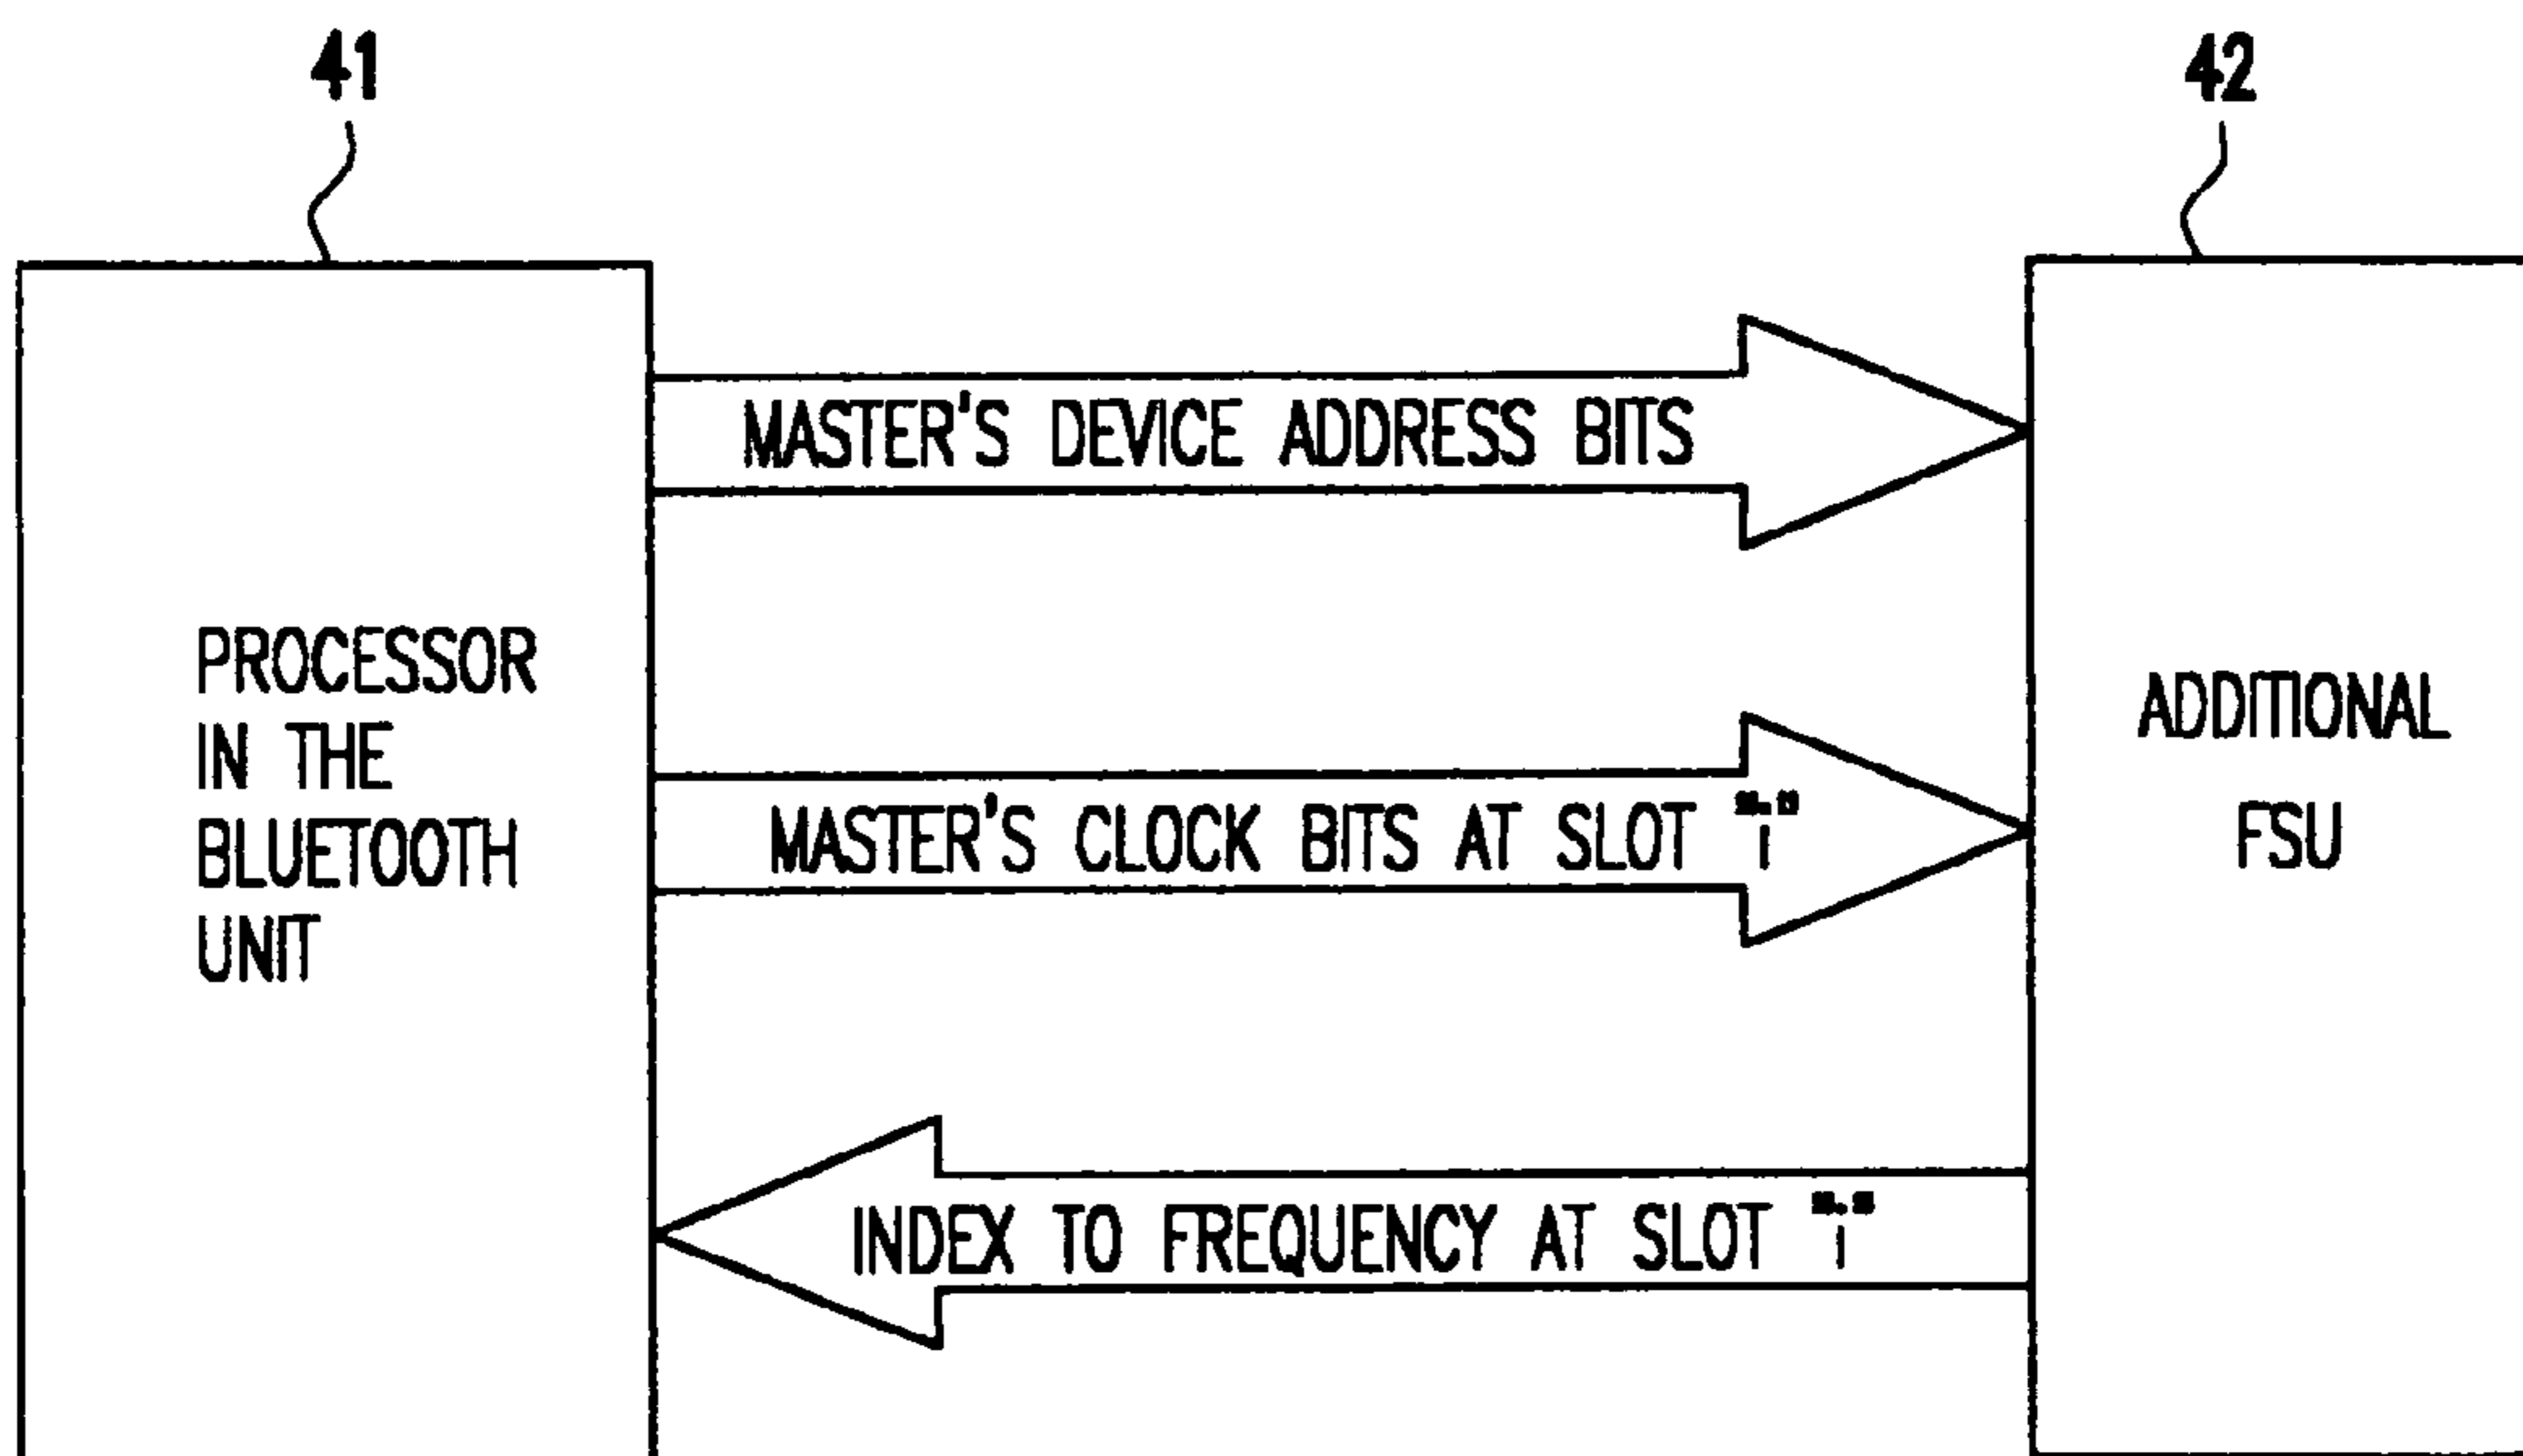 41
42
MASTER'S DEVICE ADDRESS BITS
PROCESSOR
IN THE
BLUETOOTH
UNIT
ADDITIONAL
FSU
MASTER'S CLOCK BITS AT SLOT "i"
INDEX TO FREQUENCY AT SLOT "i"